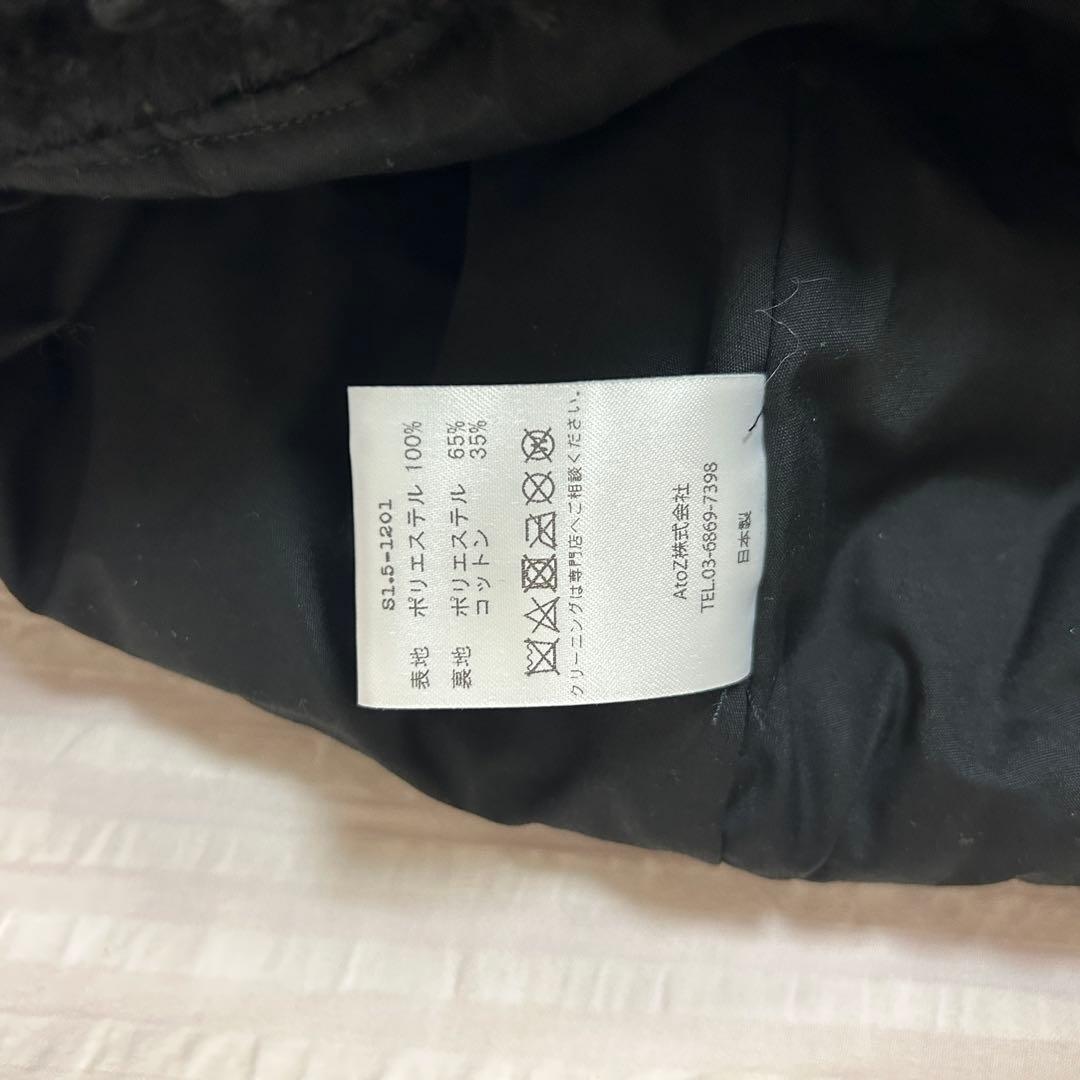 S1.5-1201
表地 ポリエステル 100%
裏地 ポリエステル 65%
コットン 35%
クリーニングは専門店へご相談ください。
AtoZ株式会社
TEL.03-6869-7398
日本製